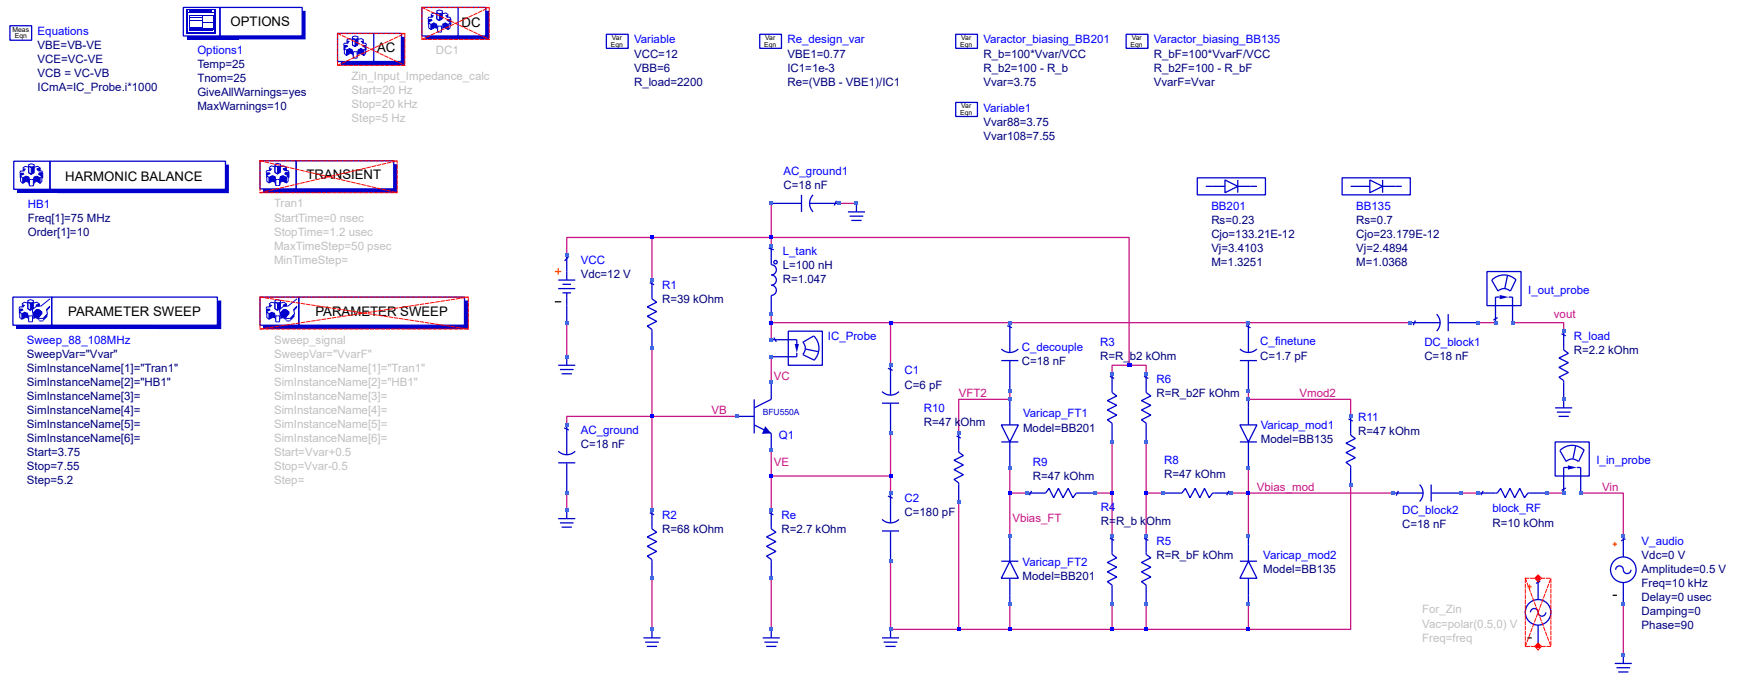 Meas
Eqn
Equations
VBE=VB-VE
VCE=VC-VE
VCB = VC-VB
ICmA=IC_Probe.i*1000
OPTIONS
Options1
Temp=25
Tnom=25
GiveAllWarnings=yes
MaxWarnings=10
AC
Zin_Input_Impedance_calc
Start=20 Hz
Stop=20 kHz
Step=5 Hz
DC
DC1
Var
Eqn
Variable
VCC=12
VBB=6
R_load=2200
Var
Eqn
Re_design_var
VBE1=0.77
IC1=1e-3
Re=(VBB - VBE1)/IC1
Var
Eqn
Varactor_biasing_BB201
R_b=100*Vvar/VCC
R_b2=100 - R_b
Vvar=3.75
Var
Eqn
Varactor_biasing_BB135
R_bF=100*VvarF/VCC
R_b2F=100 - R_bF
VvarF=Vvar
Var
Eqn
Variable1
Vvar88=3.75
Vvar108=7.55
HARMONIC BALANCE
HB1
Freq[1]=75 MHz
Order[1]=10
TRANSIENT
Tran1
StartTime=0 nsec
StopTime=1.2 usec
MaxTimeStep=50 psec
MinTimeStep=
PARAMETER SWEEP
Sweep_88_108MHz
SweepVar="Vvar"
SimInstanceName[1]="Tran1"
SimInstanceName[2]="HB1"
SimInstanceName[3]=
SimInstanceName[4]=
SimInstanceName[5]=
SimInstanceName[6]=
Start=3.75
Stop=7.55
Step=5.2
PARAMETER SWEEP
Sweep_signal
SweepVar="VvarF"
SimInstanceName[1]="Tran1"
SimInstanceName[2]="HB1"
SimInstanceName[3]=
SimInstanceName[4]=
SimInstanceName[5]=
SimInstanceName[6]=
Start=Vvar+0.5
Stop=Vvar-0.5
Step=
AC_ground1
C=18 nF
BB201
Rs=0.23
Cjo=133.21E-12
Vj=3.4103
M=1.3251
BB135
Rs=0.7
Cjo=23.179E-12
Vj=2.4894
M=1.0368
VCC
Vdc=12 V
R1
R=39 kOhm
L_tank
L=100 nH
R=1.047
IC_Probe
VC
VB
BFU550A
Q1
VE
AC_ground
C=18 nF
R2
R=68 kOhm
Re
R=2.7 kOhm
C1
C=6 pF
C2
C=180 pF
C_decouple
C=18 nF
VFT2
R10
R=47 kOhm
Varicap_FT1
Model=BB201
R9
R=47 kOhm
Vbias_FT
Varicap_FT2
Model=BB201
R3
R=R_b2 kOhm
R6
R=R_b2F kOhm
R8
R=47 kOhm
R4
R=R_b kOhm
R5
R=R_bF kOhm
C_finetune
C=1.7 pF
Vmod2
Varicap_mod1
Model=BB135
R11
R=47 kOhm
Vbias_mod
Varicap_mod2
Model=BB135
DC_block1
C=18 nF
I_out_probe
vout
R_load
R=2.2 kOhm
I_in_probe
Vin
DC_block2
C=18 nF
block_RF
R=10 kOhm
V_audio
Vdc=0 V
Amplitude=0.5 V
Freq=10 kHz
Delay=0 usec
Damping=0
Phase=90
For_Zin
Vac=polar(0.5,0) V
Freq=freq